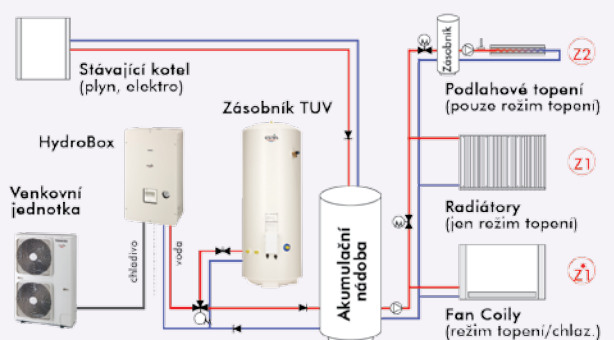 Stávající kotel
(plyn, elektro)
HydroBox
Zásobník TUV
Venkovní
jednotka
chladivo
voda
Akumulační
nádoba
M
M
Zásobník
Z2
Podlahové topení
(pouze režim topení)
Z1
Radiátory
(jen režim topení)
Z1
Fan Coily
(režim topení/chlaz.)